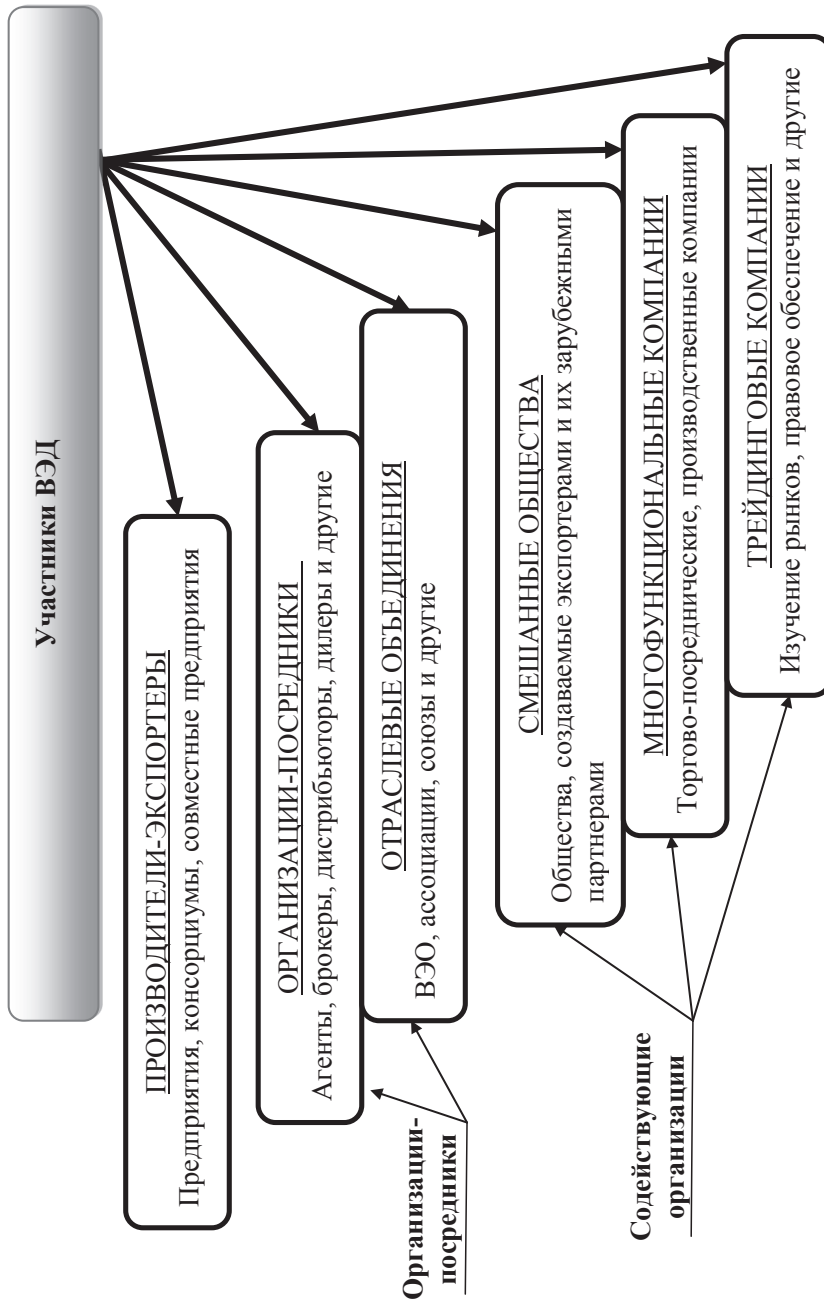 Участники ВЭД
ПРОИЗВОДИТЕЛИ-ЭКСПОРТЕРЫ
Предприятия, консорциумы, совместные предприятия
ОРГАНИЗАЦИИ-ПОСРЕДНИКИ
Агенты, брокеры, дистрибьюторы, дилеры и другие
ОТРАСЛЕВЫЕ ОБЪЕДИНЕНИЯ
ВЭО, ассоциации, союзы и другие
Организации-
посредники
СМЕШАННЫЕ ОБЩЕСТВА
Общества, создаваемые экспортерами и их зарубежными
партнерами
МНОГОФУНКЦИОНАЛЬНЫЕ КОМПАНИИ
Торгово-посреднические, производственные компании
ТРЕЙДИНГОВЫЕ КОМПАНИИ
Изучение рынков, правовое обеспечение и другие
Содействующие
организации